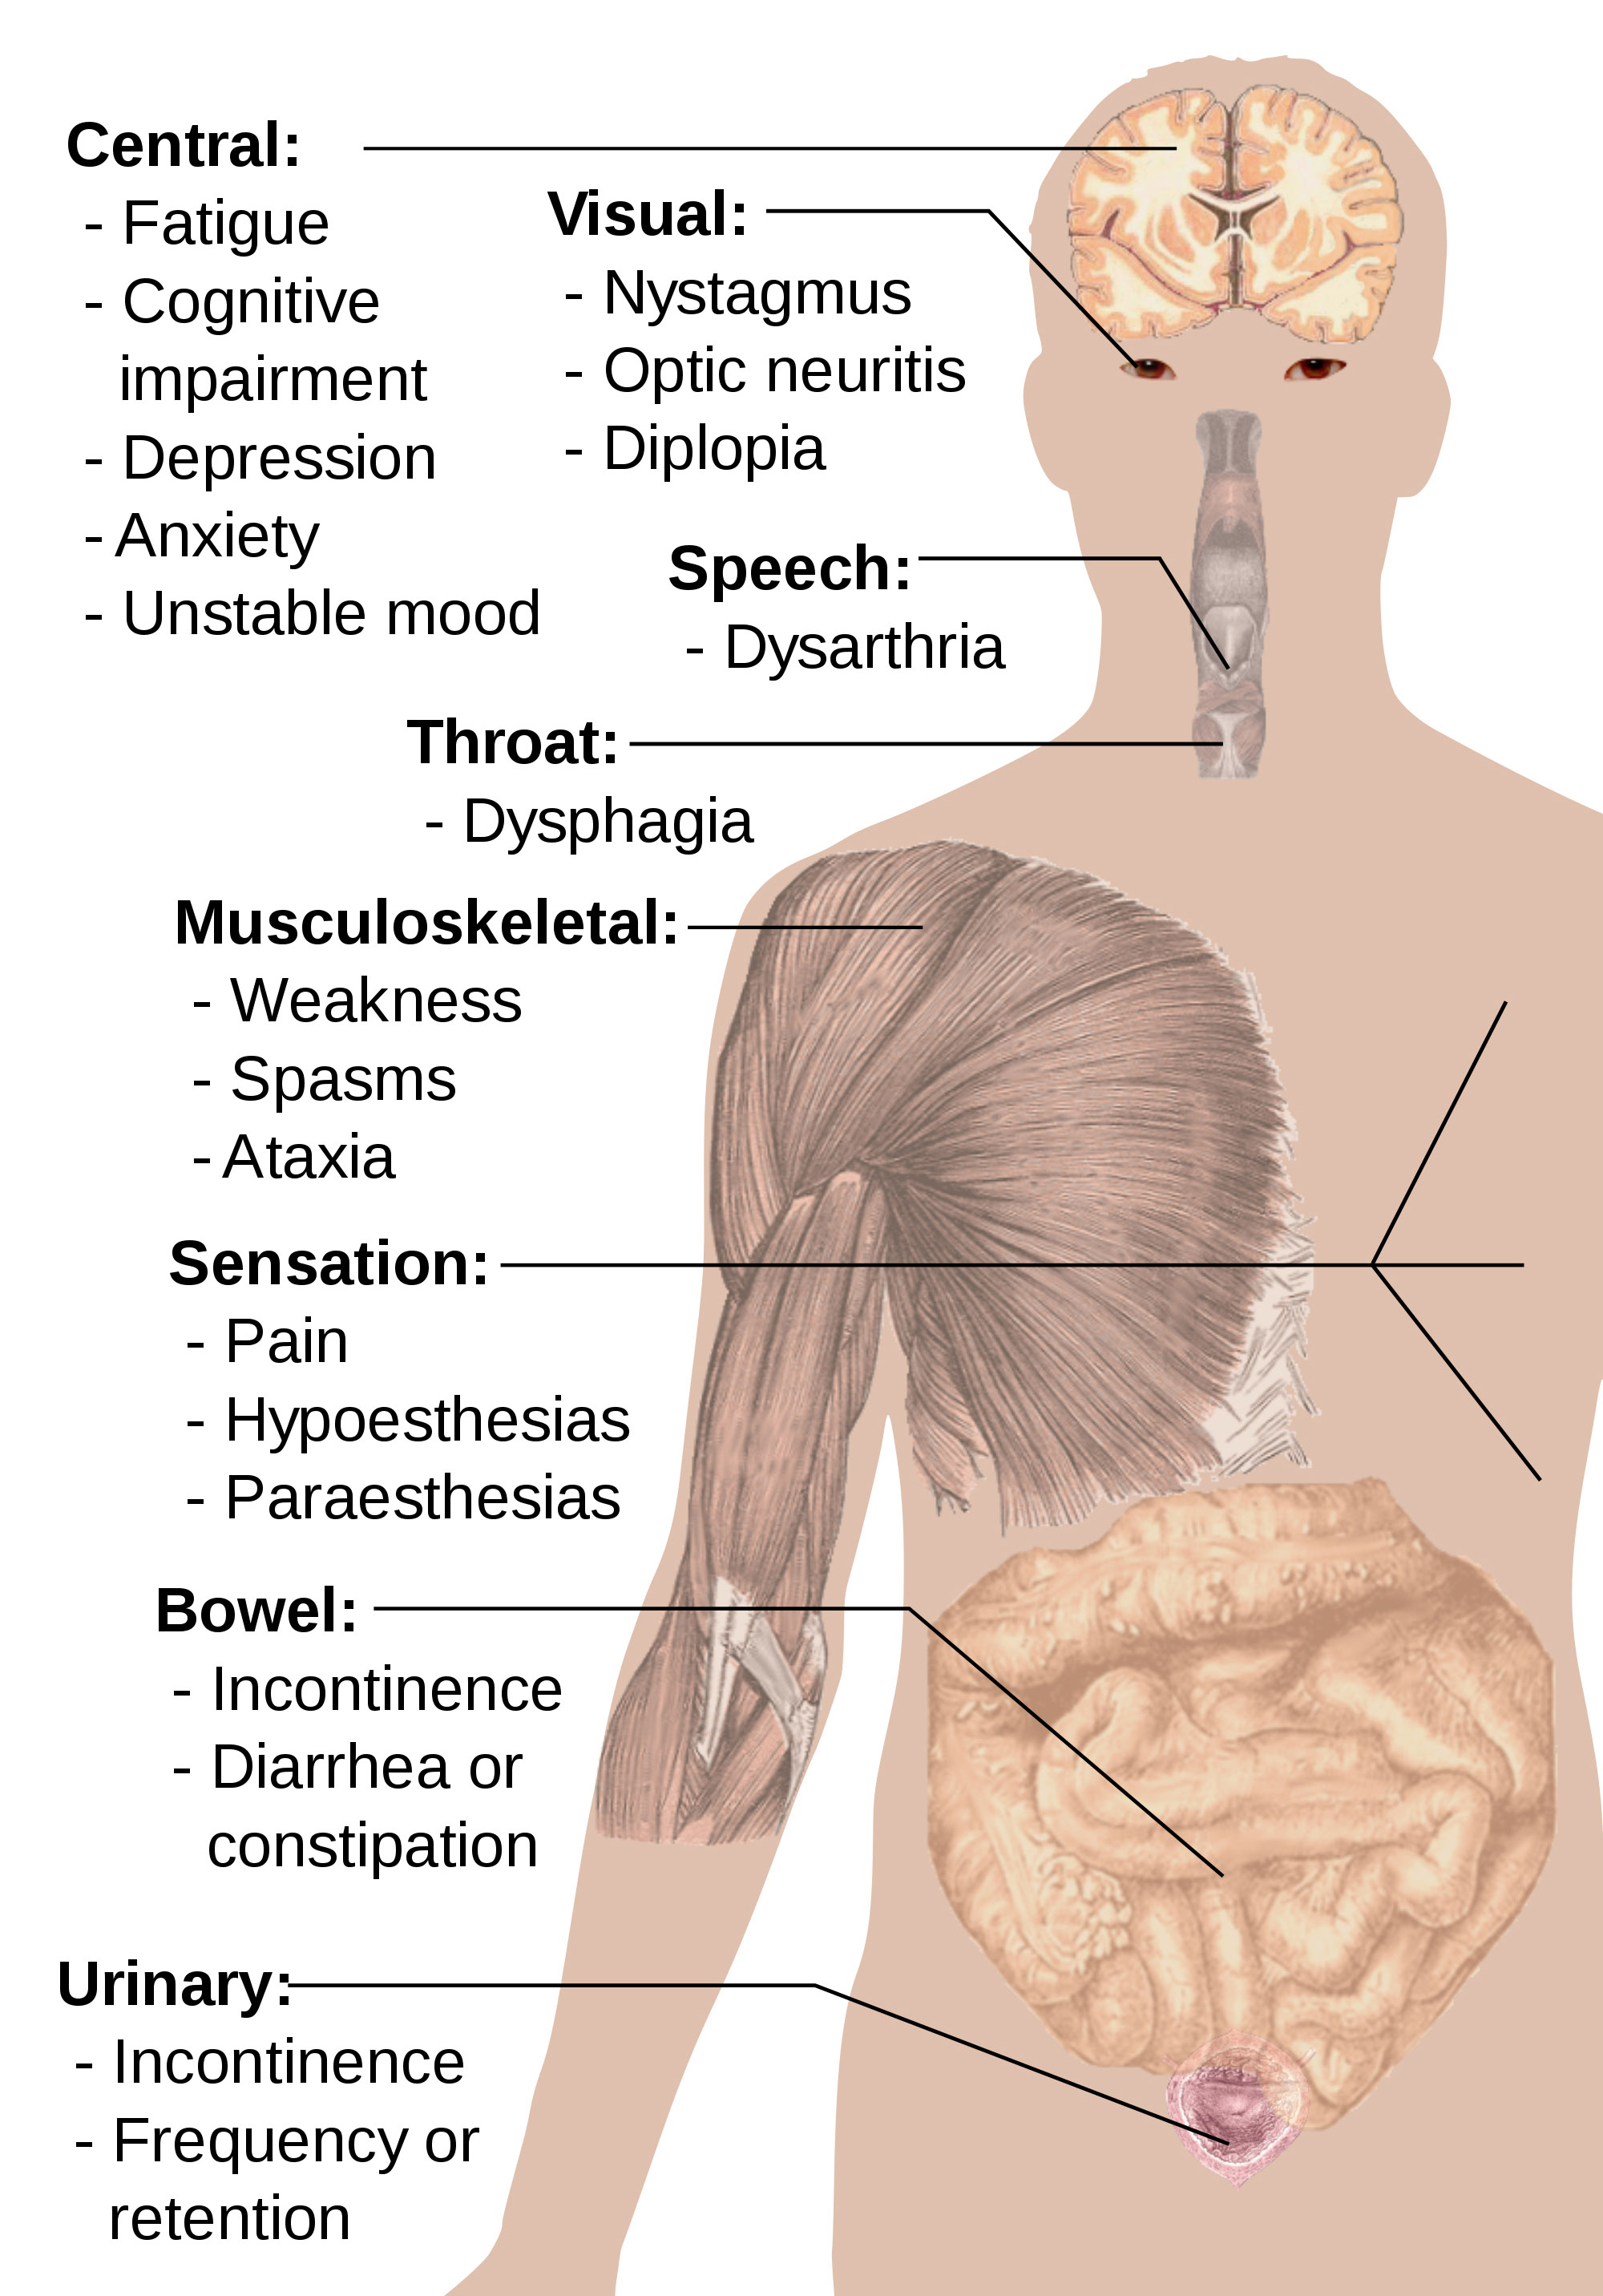 Central:
- Fatigue
- Cognitive
impairment
- Depression
- Anxiety
- Unstable mood
Visual:
- Nystagmus
- Optic neuritis
- Diplopia
Speech:
- Dysarthria
Throat:
- Dysphagia
Musculoskeletal:
- Weakness
- Spasms
- Ataxia
Sensation:
- Pain
- Hypoesthesias
- Paraesthesias
Bowel:
- Incontinence
- Diarrhea or
constipation
Urinary:
- Incontinence
- Frequency or
retention